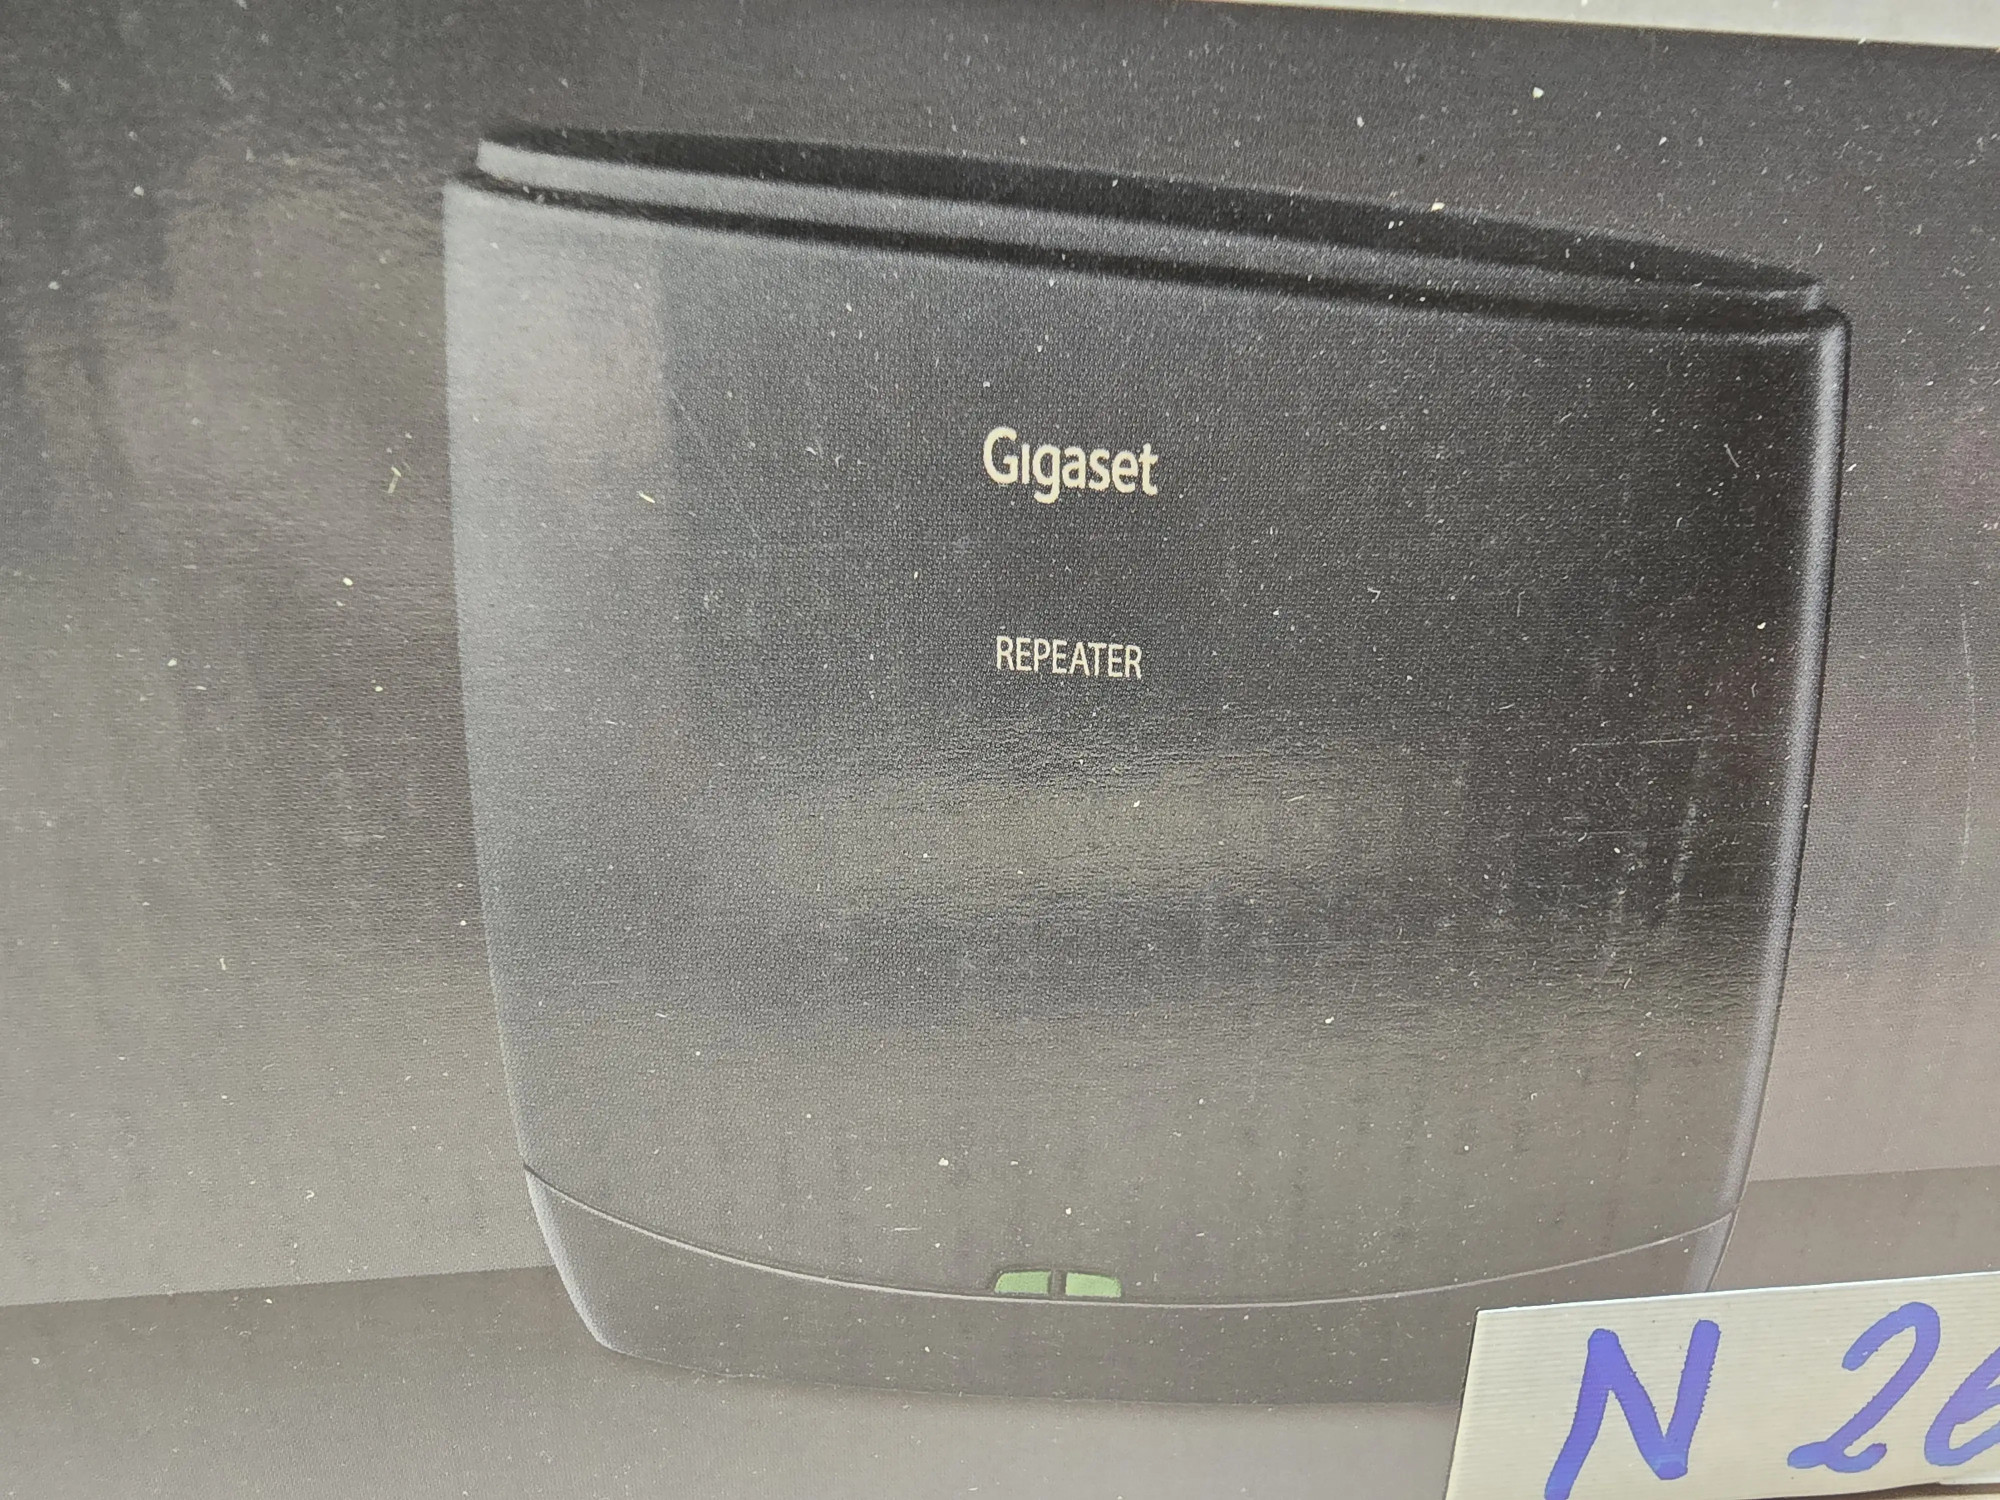 Gigaset
REPEATER
N 26